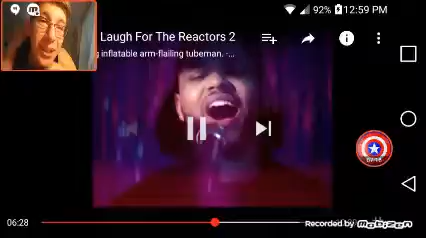 92% 12:59 PM
Laugh For The Reactors 2
inflatable arm-flailing tubeman. -...
06:28
Recorded by Mobizen